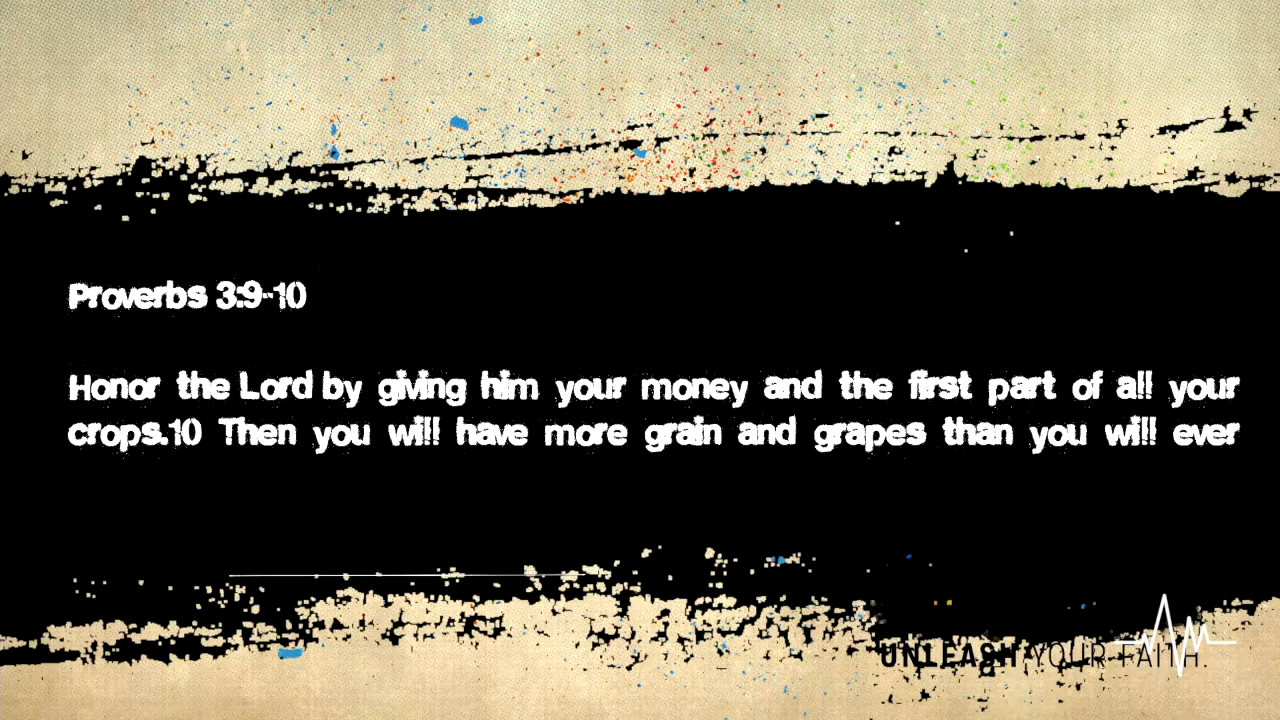 Proverbs 3:9-10
Honor the Lord by giving him your money and the first part of all your
crops.10 Then you will have more grain and grapes than you will ever
UNLEASH YOUR FAITH.